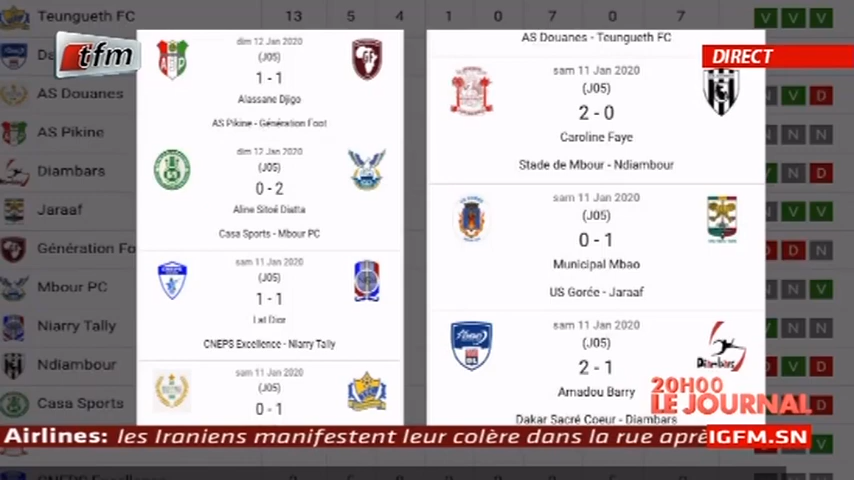 Teungueth FC 13 5 4 1 0 7 0 7 V V V
tfm
DIRECT
dim 12 Jan 2020
(J05)
1 - 1
Alassane Djigo
AS Pikine - Génération Foot
dim 12 Jan 2020
(J05)
0 - 2
Aline Sitoé Diatta
Casa Sports - Mbour PC
sam 11 Jan 2020
(J05)
1 - 1
Lat Dior
CNEPS Excellence - Niarry Tally
sam 11 Jan 2020
(J05)
0 - 1
AS Douanes - Teungueth FC
sam 11 Jan 2020
(J05)
2 - 0
Caroline Faye
Stade de Mbour - Ndiambour
sam 11 Jan 2020
(J05)
0 - 1
Municipal Mbao
US Gorée - Jaraaf
sam 11 Jan 2020
(J05)
2 - 1
Amadou Barry
Dakar Sacré Coeur - Diambars
AS Douanes V D
AS Pikine N N N
Diambars N D
Jaraaf V V
Génération Fo D N
Mbour PC V
Niarry Tally N N
Ndiambour V D
Casa Sports D
20H00
LE JOURNAL
Airlines: les Iraniens manifestent leur colère dans la rue aprè
IGFM.SN
CNEPS Excellence